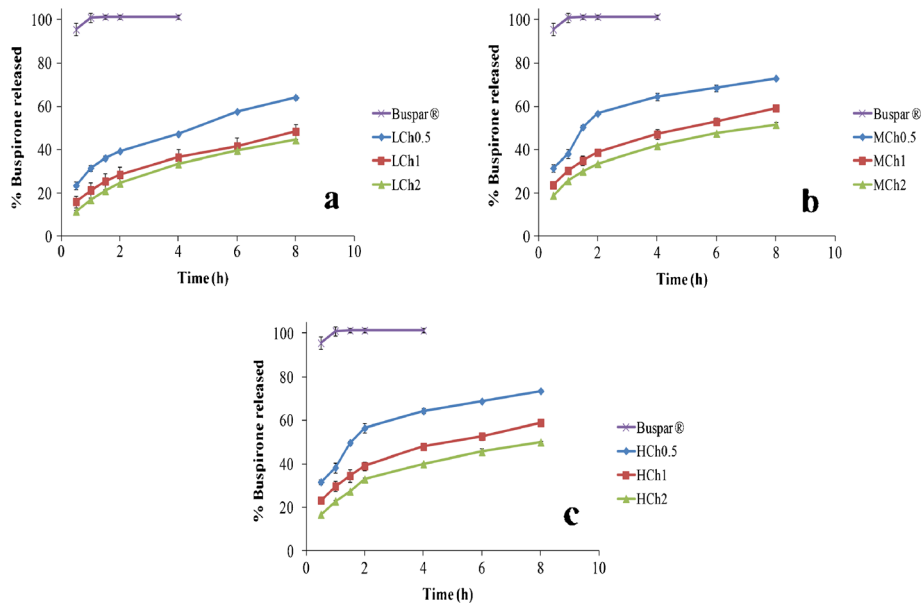 % Buspirone released
100
80
60
40
20
0
0
2
4
6
8
10
Time (h)
Buspar®
LCh0.5
LCh1
LCh2
a
% Buspirone released
100
80
60
40
20
0
0
2
4
6
8
10
Time (h)
Buspar®
MCh0.5
MCh1
MCh2
b
% Buspirone released
100
80
60
40
20
0
0
2
4
6
8
10
Time (h)
Buspar®
HCh0.5
HCh1
HCh2
c